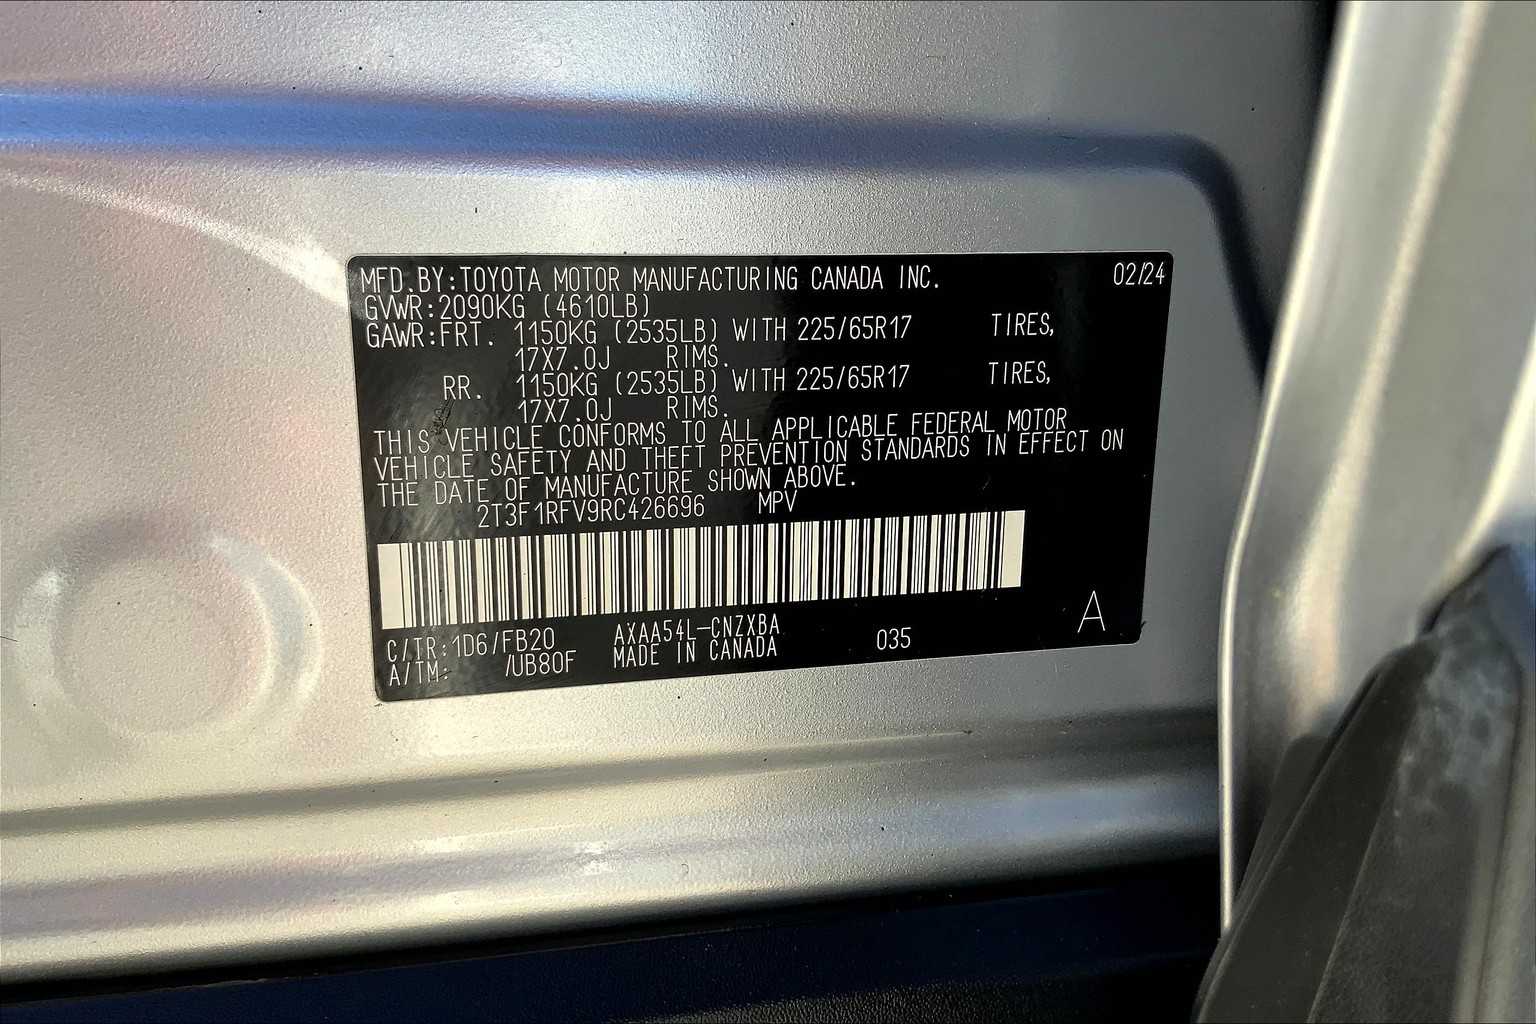 MFD.BY:TOYOTA MOTOR MANUFACTURING CANADA INC. 02/24
GVWR:2090KG (4610LB)
GAWR:FRT. 1150KG (2535LB) WITH 225/65R17 TIRES,
17X7.0J RIMS.
RR. 1150KG (2535LB) WITH 225/65R17 TIRES,
17X7.0J RIMS.
THIS VEHICLE CONFORMS TO ALL APPLICABLE FEDERAL MOTOR
VEHICLE SAFETY AND THEFT PREVENTION STANDARDS IN EFFECT ON
THE DATE OF MANUFACTURE SHOWN ABOVE.
2T3F1RFV9RC426696 MPV
A
C/TR:1D6/FB20 AXAA54L-CNZXBA 035
A/TM: /UB80F MADE IN CANADA